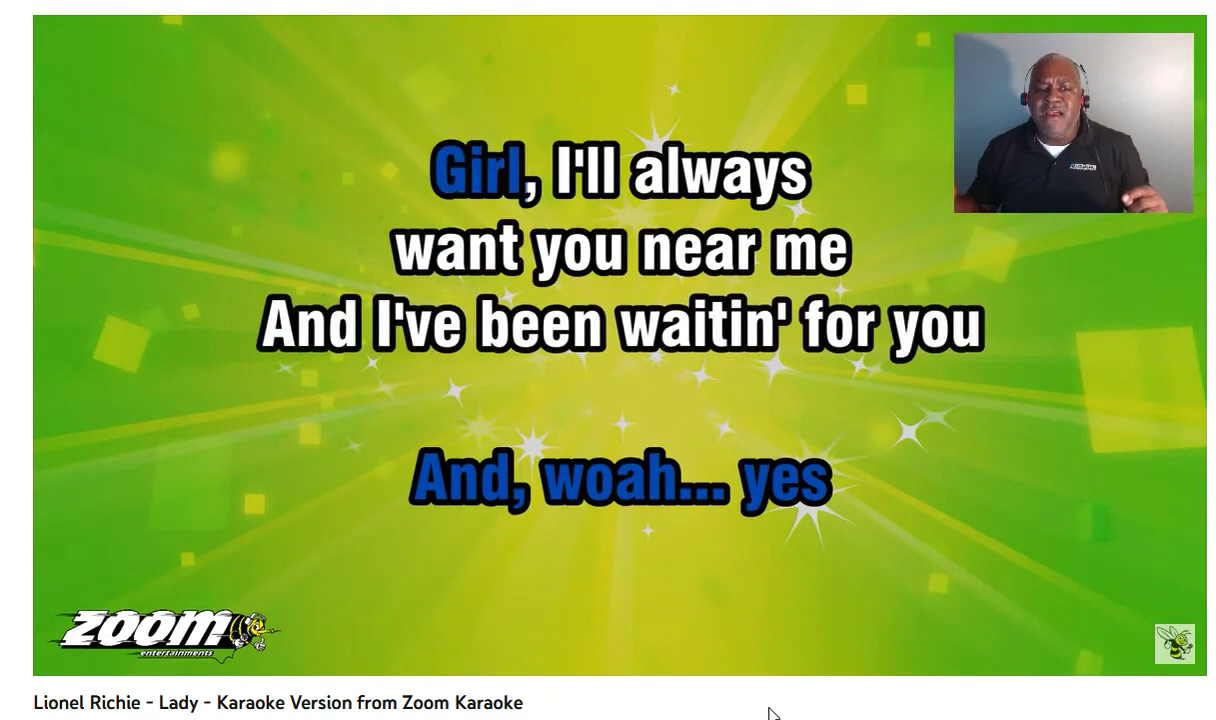 Girl, I'll always
want you near me
And I've been waitin' for you
And, woah... yes
ZOOM
entertainments
Lionel Richie - Lady - Karaoke Version from Zoom Karaoke